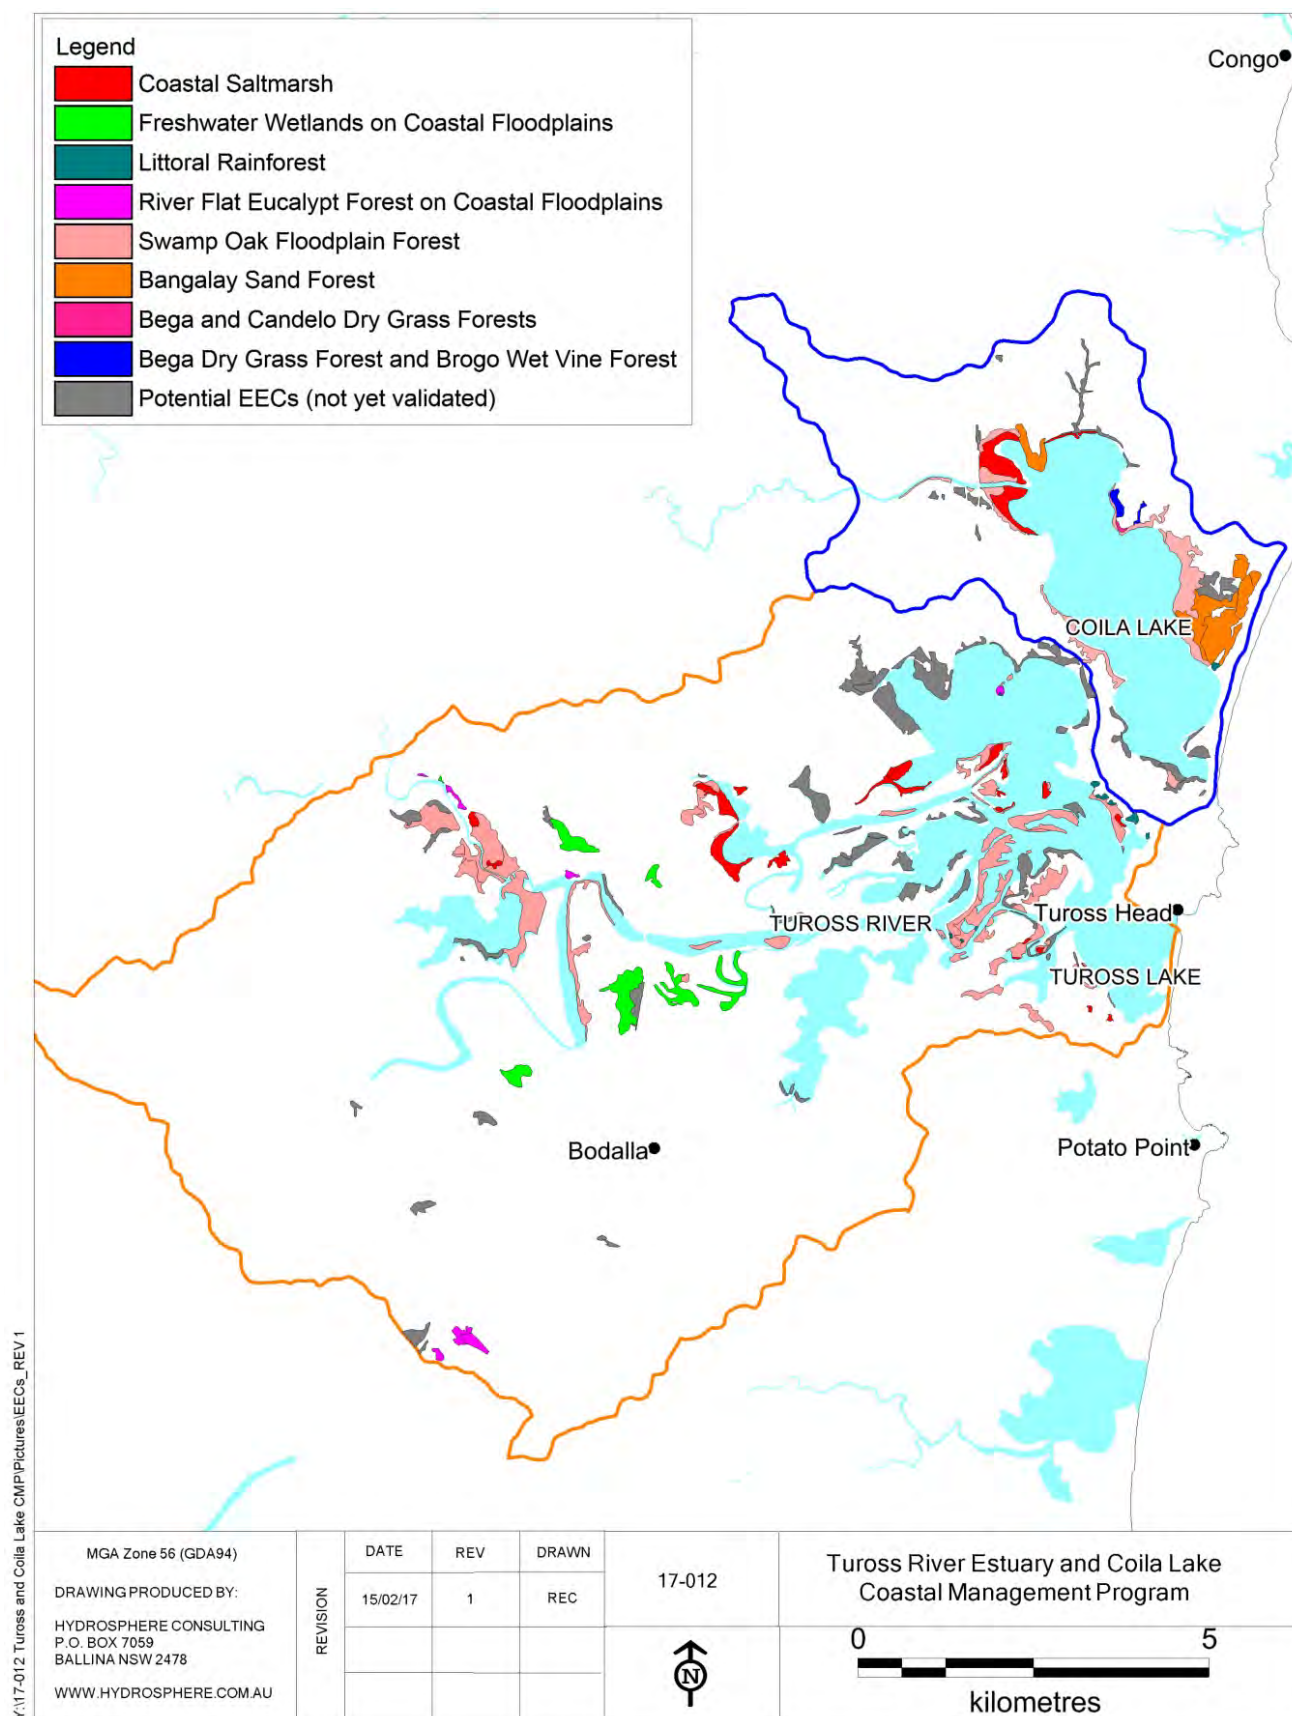 Legend
Coastal Saltmarsh
Freshwater Wetlands on Coastal Floodplains
Littoral Rainforest
River Flat Eucalypt Forest on Coastal Floodplains
Swamp Oak Floodplain Forest
Bangalay Sand Forest
Bega and Candelo Dry Grass Forests
Bega Dry Grass Forest and Brogo Wet Vine Forest
Potential EECs (not yet validated)
Congo
COILA LAKE
TUROSS RIVER
Tuross Head
TUROSS LAKE
Bodalla
Potato Point
Y:\17-012 Tuross and Coila Lake CMP\Pictures\EECs_REV1
MGA Zone 56 (GDA94)
DRAWING PRODUCED BY:
HYDROSPHERE CONSULTING
P.O. BOX 7059
BALLINA NSW 2478
WWW.HYDROSPHERE.COM.AU
REVISION
DATE REV DRAWN
15/02/17 1 REC
17-012
N
Tuross River Estuary and Coila Lake
Coastal Management Program
0 5
kilometres